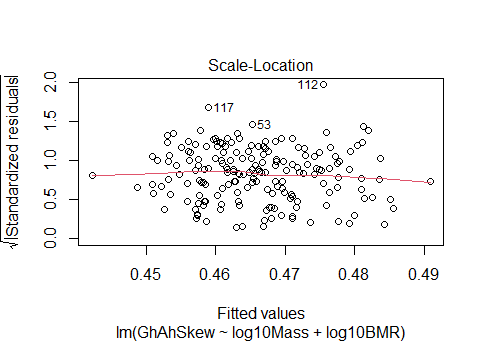 Scale-Location
√|Standardized residuals|
2.0
1.5
1.0
0.5
0.0
112
117
53
0.45 0.46 0.47 0.48 0.49
Fitted values
lm(GhAhSkew ~ log10Mass + log10BMR)